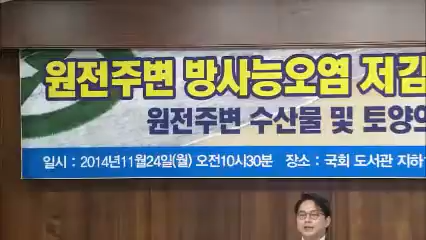 원전주변 방사능오염 저감
원전주변 수산물 및 토양의
일시 : 2014년11월24일(월) 오전10시30분 장소 : 국회 도서관 지하